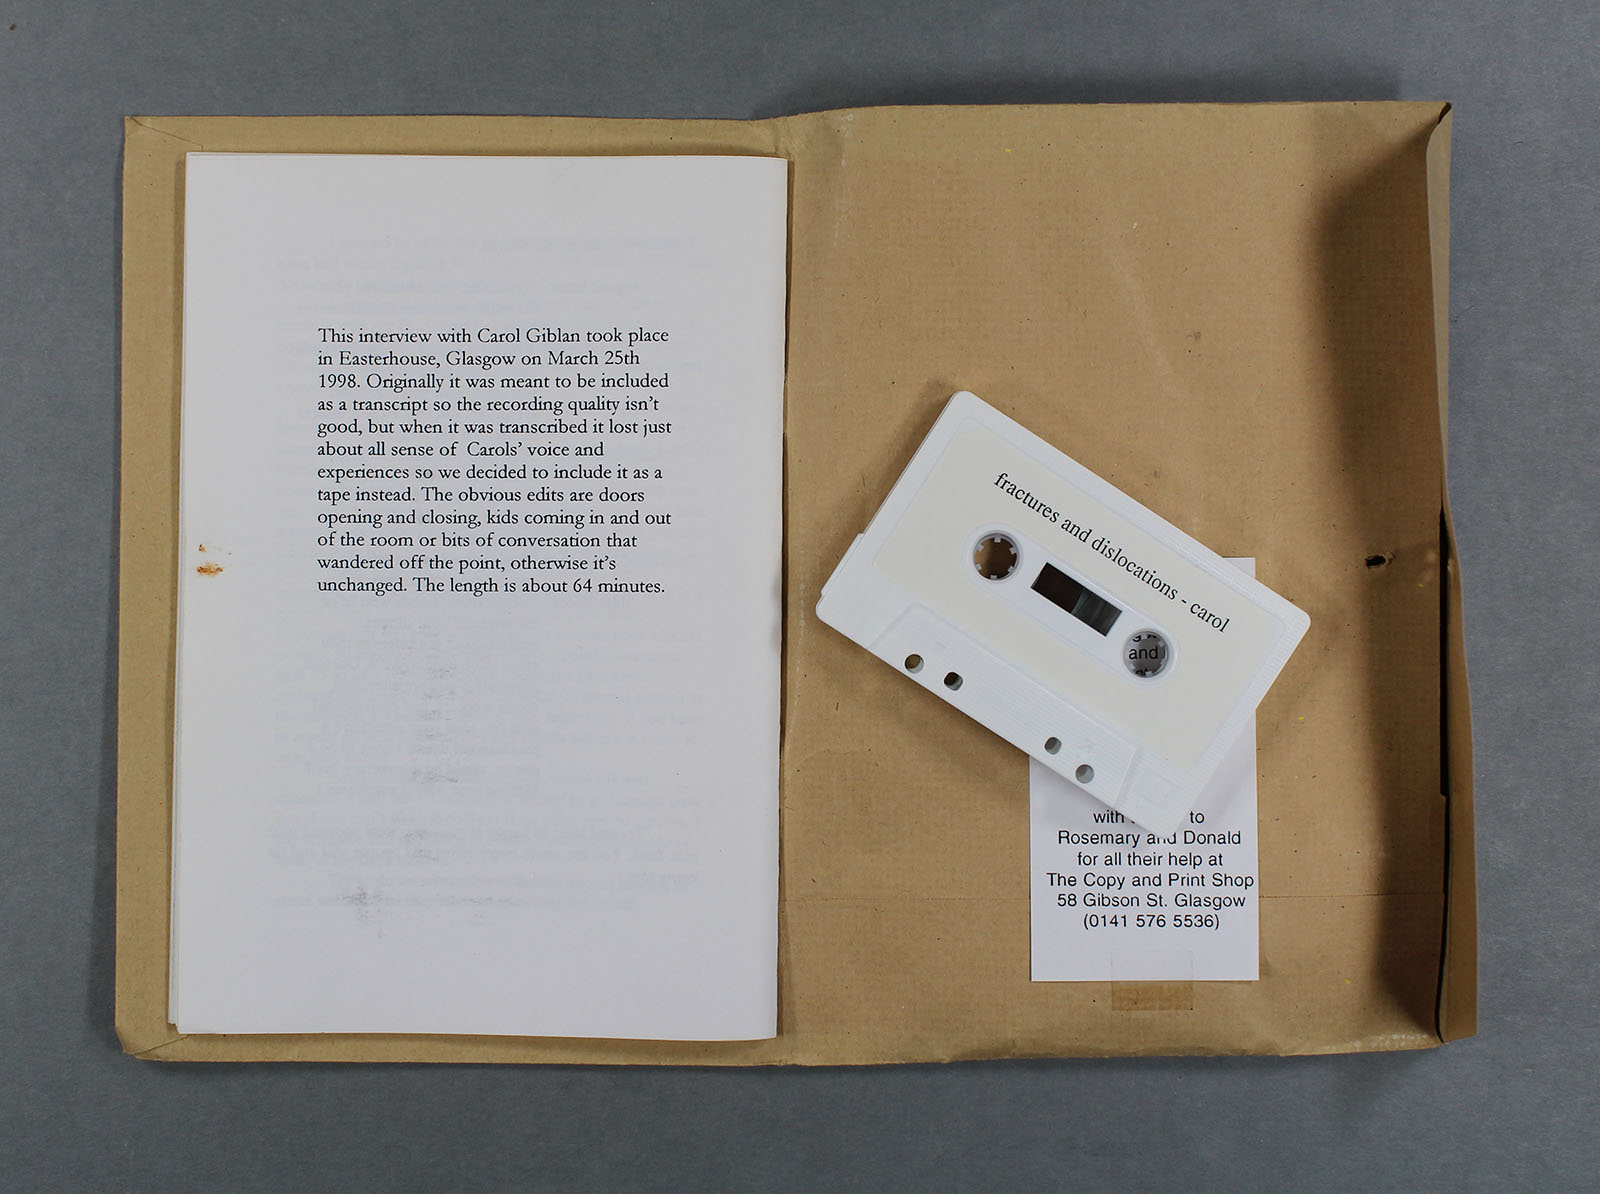 This interview with Carol Giblan took place
in Easterhouse, Glasgow on March 25th
1998. Originally it was meant to be included
as a transcript so the recording quality isn't
good, but when it was transcribed it lost just
about all sense of Carols' voice and
experiences so we decided to include it as a
tape instead. The obvious edits are doors
opening and closing, kids coming in and out
of the room or bits of conversation that
wandered off the point, otherwise it's
unchanged. The length is about 64 minutes.
fractures and dislocations - carol
and
with to
Rosemary and Donald
for all their help at
The Copy and Print Shop
58 Gibson St. Glasgow
(0141 576 5536)